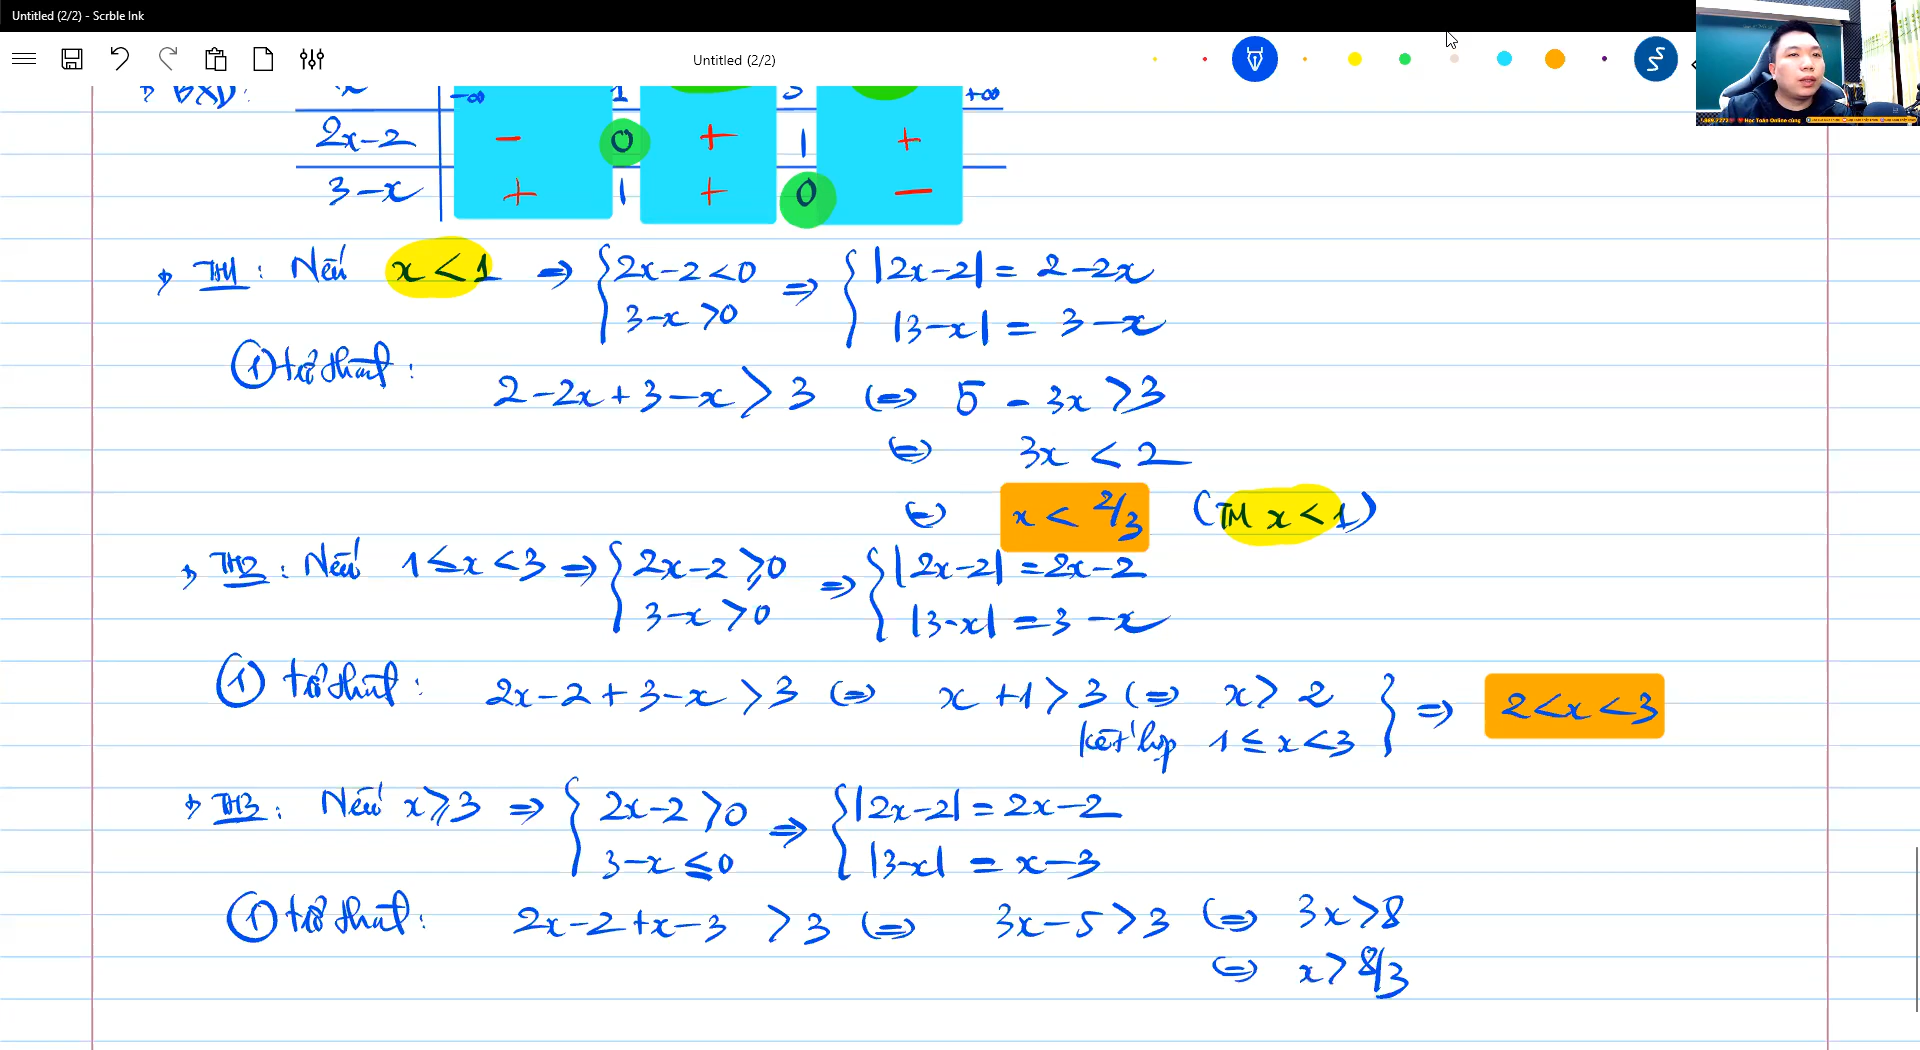 Untitled (2/2) - Scrble Ink
Untitled (2/2)
BXD: x -∞ 1 3 +∞
2x-2 - 0 + | +
3-x + | + 0 -
TH1: Nếu x < 1 => { 2x-2 < 0 => { |2x-2| = 2-2x
3-x > 0 |3-x| = 3-x
① trở thành:
2-2x+3-x > 3 <=> 5 - 3x > 3
<=> 3x < 2
<=> x < 2/3 (TM x < 1)
TH2: Nếu 1 ≤ x < 3 => { 2x-2 ≥ 0 => { |2x-2| = 2x-2
3-x > 0 |3-x| = 3-x
① trở thành: 2x-2+3-x > 3 <=> x+1 > 3 <=> x > 2 } => 2 < x < 3
kết hợp 1 ≤ x < 3
TH3: Nếu x ≥ 3 => { 2x-2 > 0 => { |2x-2| = 2x-2
3-x ≤ 0 |3-x| = x-3
① trở thành: 2x-2+x-3 > 3 <=> 3x-5 > 3 <=> 3x > 8
<=> x > 8/3